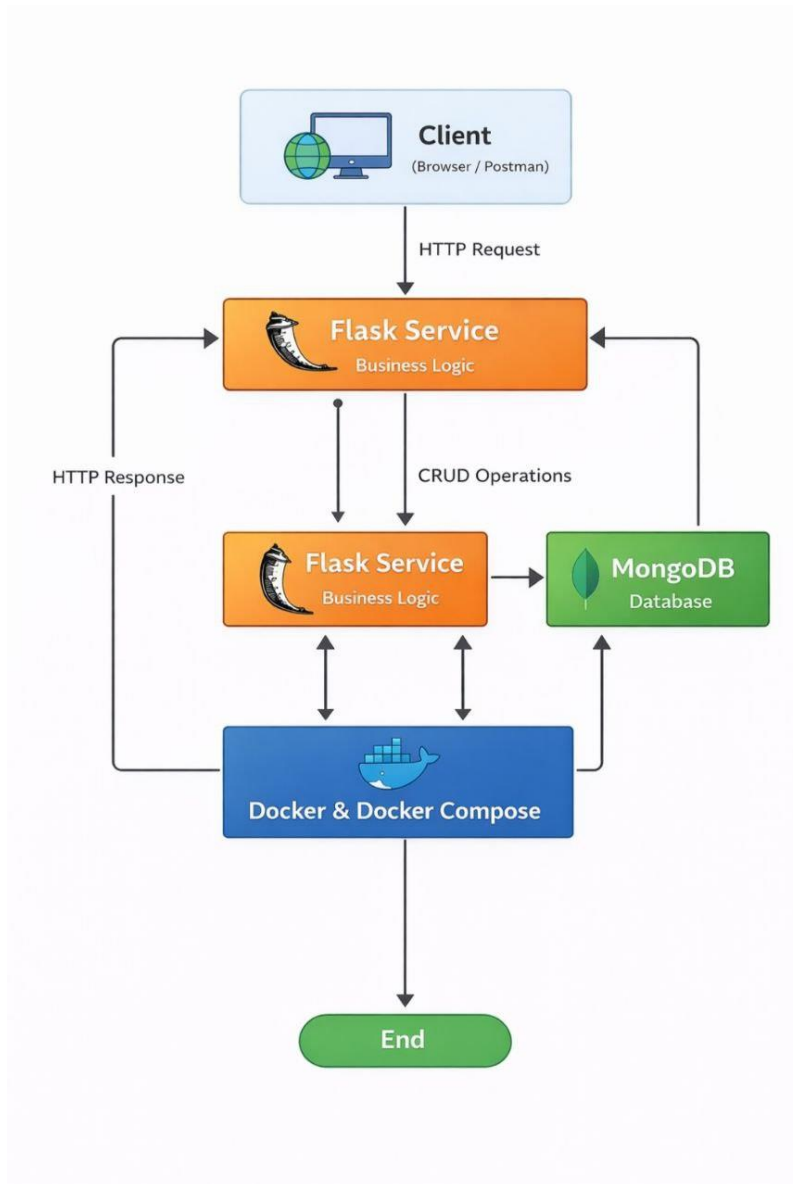 Client
(Browser / Postman)
HTTP Request
Flask Service
Business Logic
HTTP Response
CRUD Operations
Flask Service
Business Logic
MongoDB
Database
Docker & Docker Compose
End